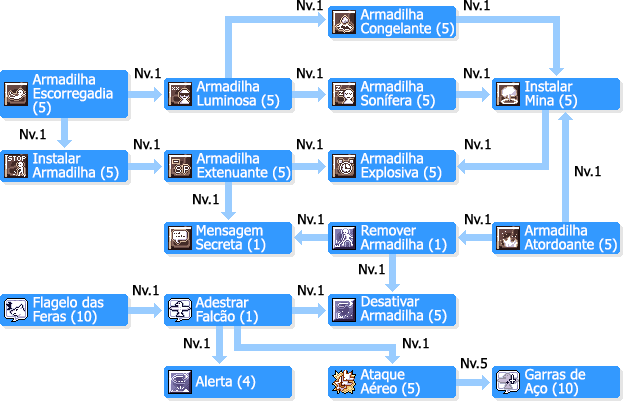 Nv.1
Armadilha
Congelante (5)
Nv.1
Armadilha
Escorregadia
(5)
Nv.1
Armadilha
Luminosa (5)
Nv.1
Armadilha
Sonífera (5)
Nv.1
Instalar
Mina (5)
Nv.1
Instalar
Armadilha (5)
Nv.1
Armadilha
Extenuante (5)
Nv.1
Armadilha
Explosiva (5)
Nv.1
Nv.1
Nv.1
Mensagem
Secreta (1)
Nv.1
Remover
Armadilha (1)
Nv.1
Armadilha
Atordoante (5)
Nv.1
Flagelo das
Feras (10)
Nv.1
Adestrar
Falcão (1)
Nv.1
Desativar
Armadilha (5)
Nv.1
Alerta (4)
Nv.1
Ataque
Aéreo (5)
Nv.5
Garras de
Aço (10)